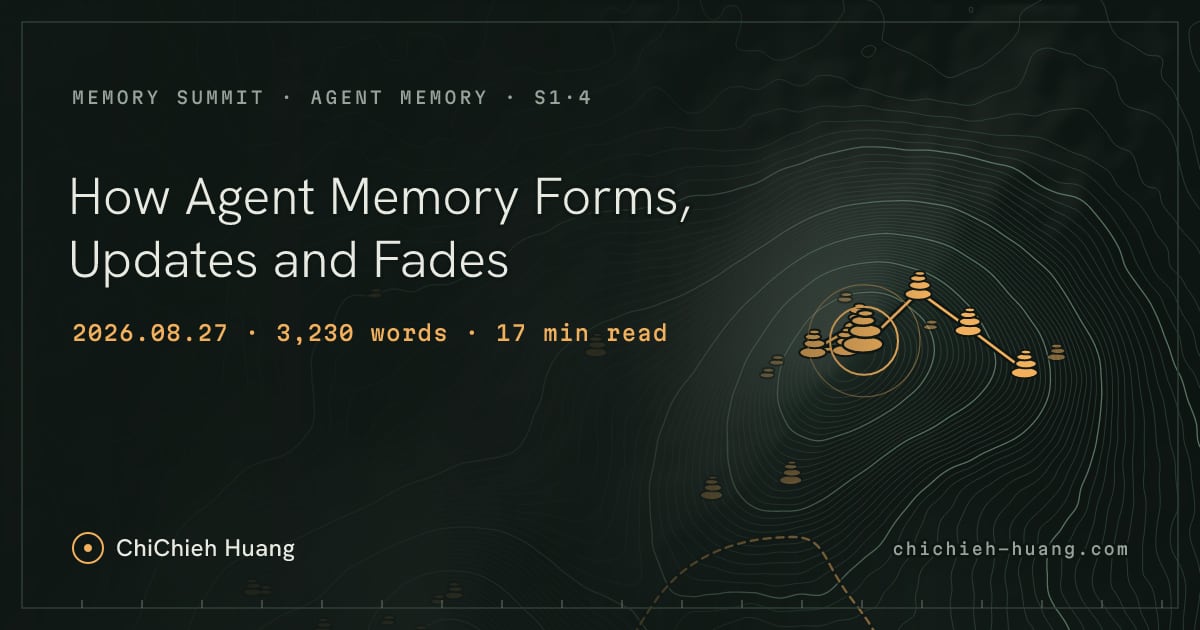 MEMORY SUMMIT · AGENT MEMORY · S1·4
How Agent Memory Forms,
Updates and Fades
2026.08.27 · 3,230 words · 17 min read
ChiChieh Huang
chichieh-huang.com